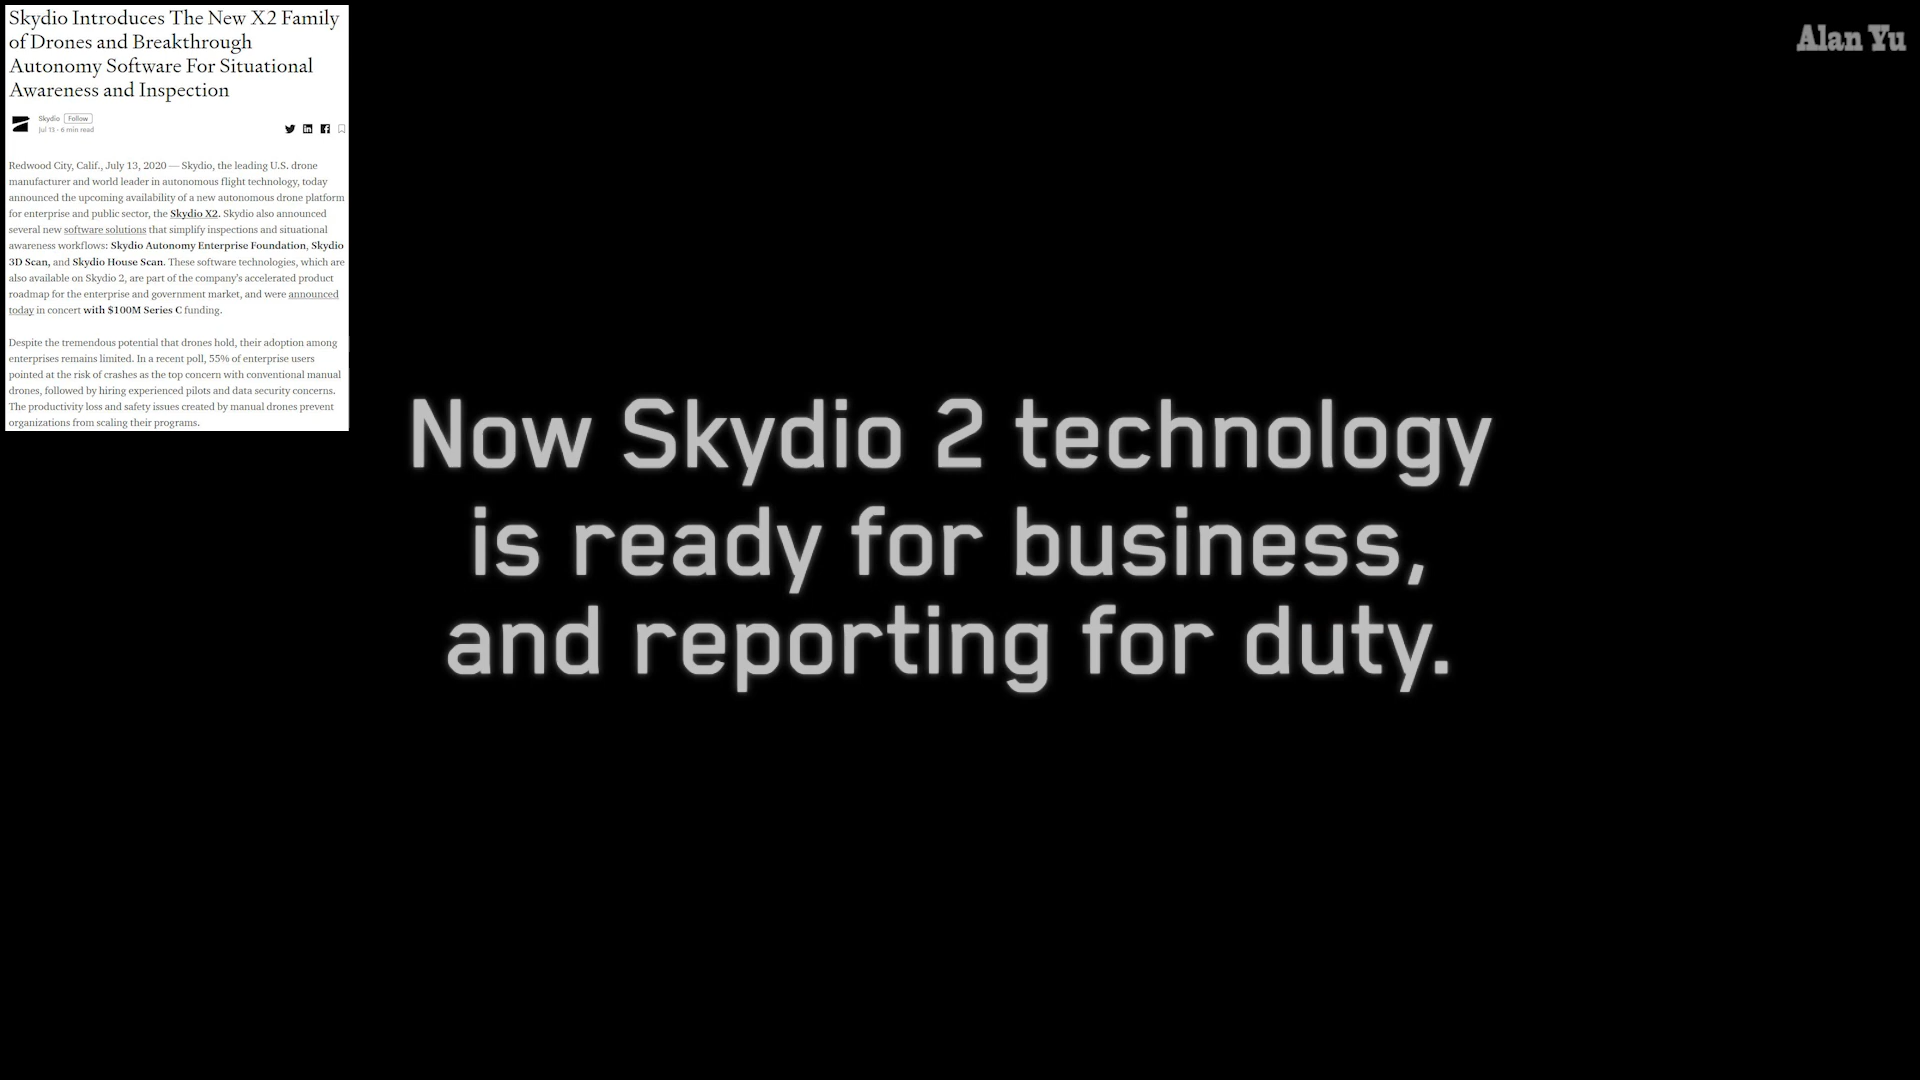 Skydio Introduces The New X2 Family
of Drones and Breakthrough
Autonomy Software For Situational
Awareness and Inspection
Skydio Follow
Jul 13 · 6 min read
Redwood City, Calif., July 13, 2020 — Skydio, the leading U.S. drone
manufacturer and world leader in autonomous flight technology, today
announced the upcoming availability of a new autonomous drone platform
for enterprise and public sector, the Skydio X2. Skydio also announced
several new software solutions that simplify inspections and situational
awareness workflows: Skydio Autonomy Enterprise Foundation, Skydio
3D Scan, and Skydio House Scan. These software technologies, which are
also available on Skydio 2, are part of the company's accelerated product
roadmap for the enterprise and government market, and were announced
today in concert with $100M Series C funding.
Despite the tremendous potential that drones hold, their adoption among
enterprises remains limited. In a recent poll, 55% of enterprise users
pointed at the risk of crashes as the top concern with conventional manual
drones, followed by hiring experienced pilots and data security concerns.
The productivity loss and safety issues created by manual drones prevent
organizations from scaling their programs.
Alan Yu
Now Skydio 2 technology
is ready for business,
and reporting for duty.